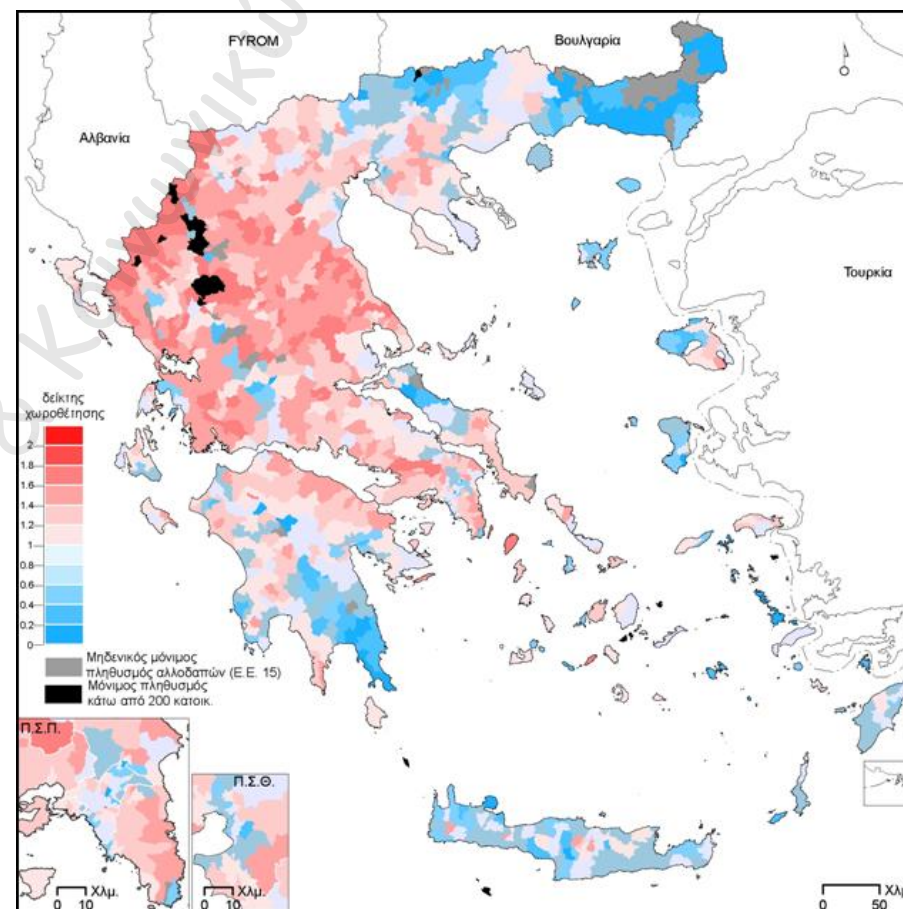 FYROM
Βουλγαρία
Αλβανία
Τουρκία
& Κοινωνικώ
δείκτης
χωροθέτησης
2
1.8
1.6
1.4
1.2
1
0.8
0.6
0.4
0.2
0
Μηδενικός μόνιμος
πληθυσμός αλλοδαπών (Ε.Ε. 15)
Μόνιμος πληθυσμός
κάτω από 200 κατοικ.
Π.Σ.Π.
Π.Σ.Θ.
Χλμ.
0 10
Χλμ.
0 10
Χλμ
0 50